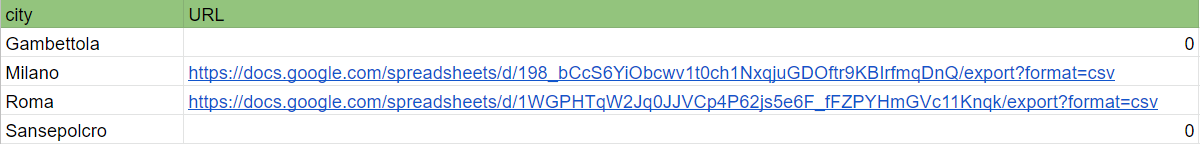 city URL
Gambettola 0
Milano https://docs.google.com/spreadsheets/d/198_bCcS6YiObcwv1t0ch1NxqjuGDOftr9KBIrfmqDnQ/export?format=csv
Roma https://docs.google.com/spreadsheets/d/1WGPHTqW2Jq0JJVCp4P62js5e6F_fFZPYHmGVc11Knqk/export?format=csv
Sansepolcro 0